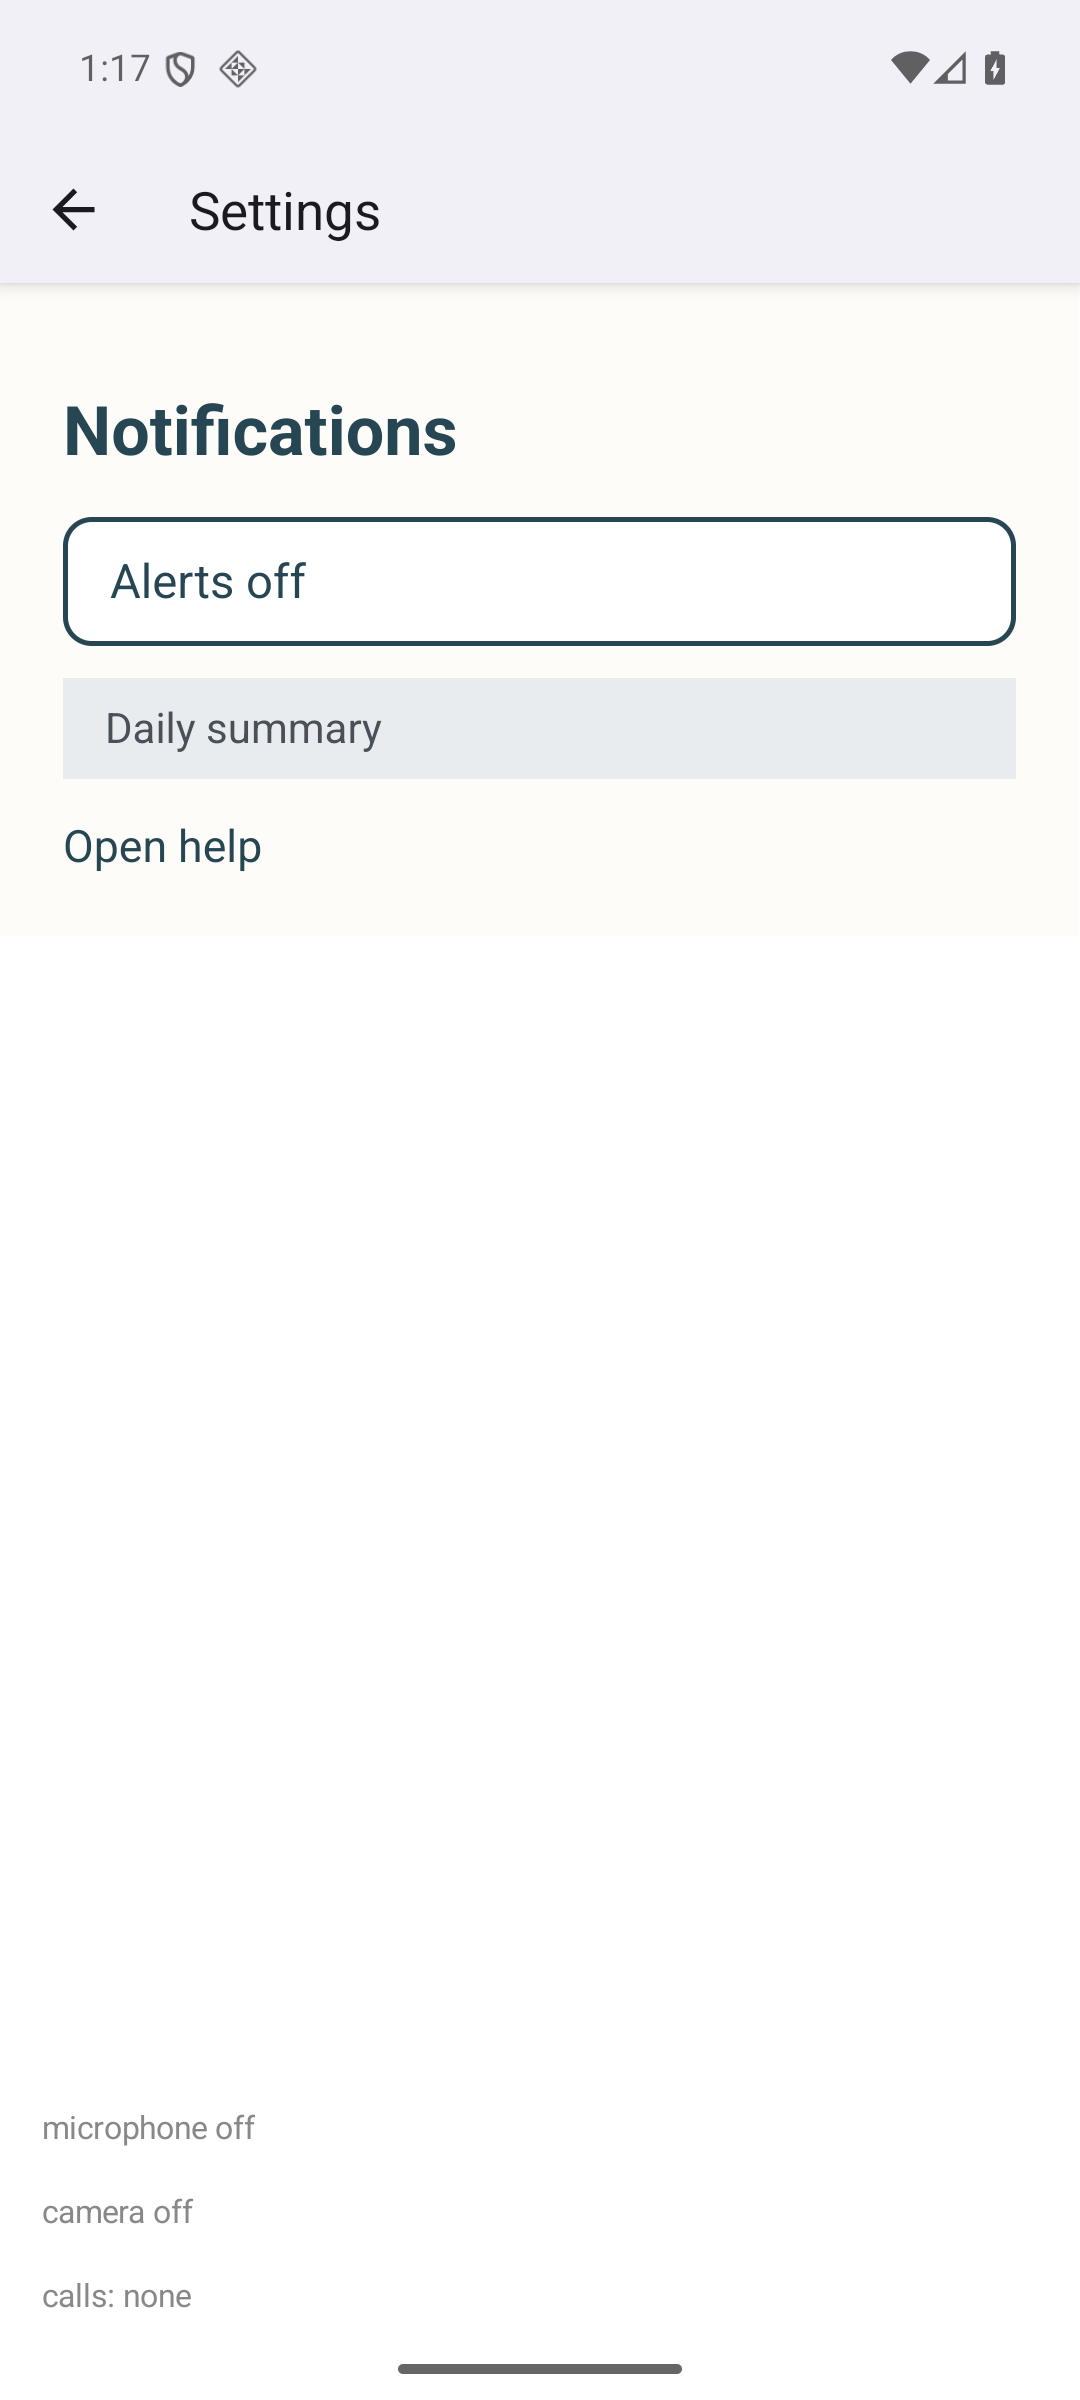 1:17
Settings
Notifications
Alerts off
Daily summary
Open help
microphone off
camera off
calls: none